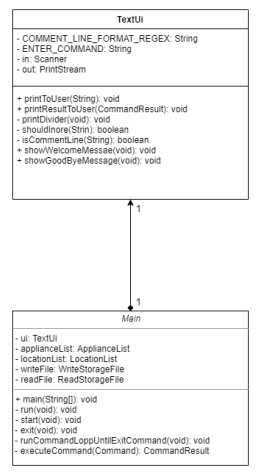 TextUi
- COMMENT_LINE_FORMAT_REGEX: String
- ENTER_COMMAND: String
- in: Scanner
- out: PrintStream
+ printToUser(String): void
+ printResultToUser(CommandResult): void
- printDivider(void): void
- shouldInore(Strin): boolean
- isCommentLine(String): boolean
+ showWelcomeMessae(void): void
+ showGoodByeMessage(void): void
1
1
Main
- ui: TextUi
- applianceList: ApplianceList
- locationList: LocationList
- writeFile: WriteStorageFile
- readFile: ReadStorageFile
+ main(String[]): void
- run(void): void
- start(void): void
- exit(void): void
- runCommandLoppUntilExitCommand(void): void
- executeCommand(Command): CommandResult